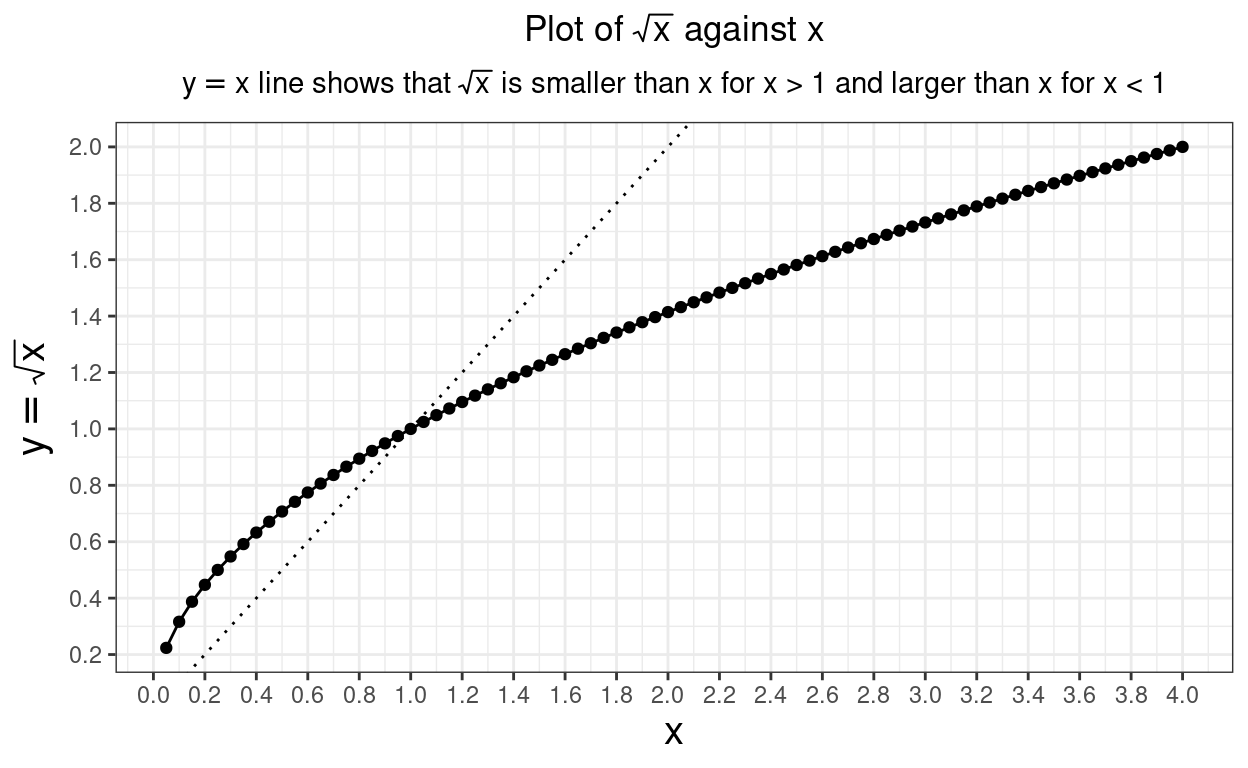 Plot of √x against x
y = x line shows that √x is smaller than x for x > 1 and larger than x for x < 1
y = √x
2.0
1.8
1.6
1.4
1.2
1.0
0.8
0.6
0.4
0.2
0.0 0.2 0.4 0.6 0.8 1.0 1.2 1.4 1.6 1.8 2.0 2.2 2.4 2.6 2.8 3.0 3.2 3.4 3.6 3.8 4.0
x